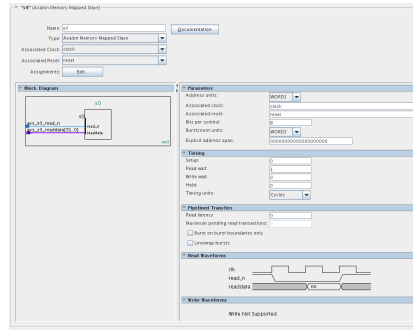 "s0" (Avalon Memory Mapped Slave)
Name: s0
Documentation
Type: Avalon Memory Mapped Slave
Associated Clock: clock
Associated Reset: reset
Assignments: Edit...
Block Diagram
s0
s0
avs_s0_read_n
read_n
avs_s0_readdata[31..0]
readdata
Parameters
Address units: WORDS
Associated clock: clock
Associated reset: reset
Bits per symbol: 8
Burstcount units: WORDS
Explicit address span: 0000000000000000
Timing
Setup: 0
Read wait: 1
Write wait: 0
Hold: 0
Timing units: Cycles
Pipelined Transfers
Read latency: 0
Maximum pending read transactions:
Burst on burst boundaries only
Linewrap bursts
Read Waveforms
clk
read_n
readdata D0
Write Waveforms
Write Not Supported.